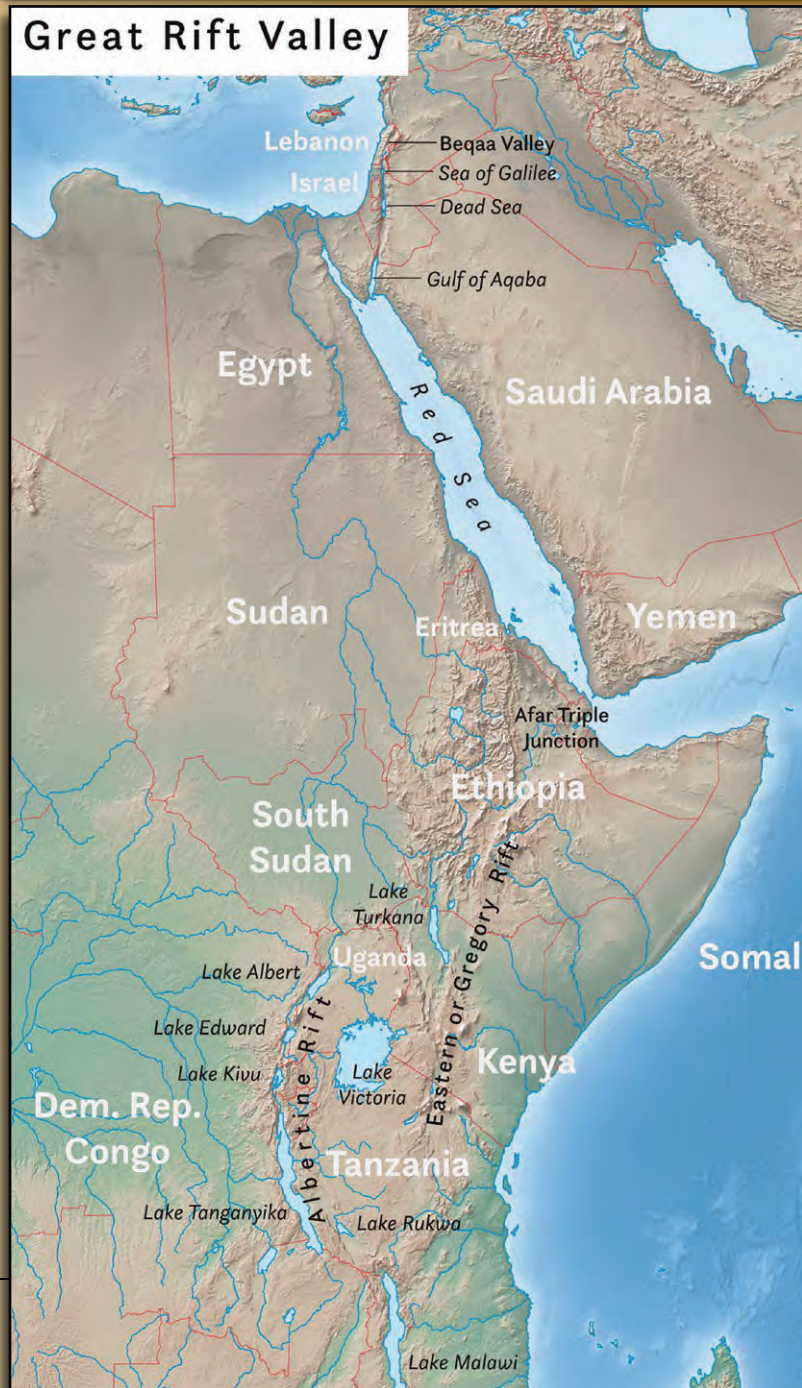 Great Rift Valley
Lebanon
Beqaa Valley
Israel
Sea of Galilee
Dead Sea
Gulf of Aqaba
Egypt
Red Sea
Saudi Arabia
Sudan
Eritrea
Yemen
Afar Triple
Junction
Ethiopia
South
Sudan
Eastern or Gregory Rift
Lake
Turkana
Uganda
Somal
Lake Albert
Lake Edward
Albertine Rift
Lake Kivu
Lake
Victoria
Kenya
Dem. Rep.
Congo
Tanzania
Lake Tanganyika
Lake Rukwa
Lake Malawi